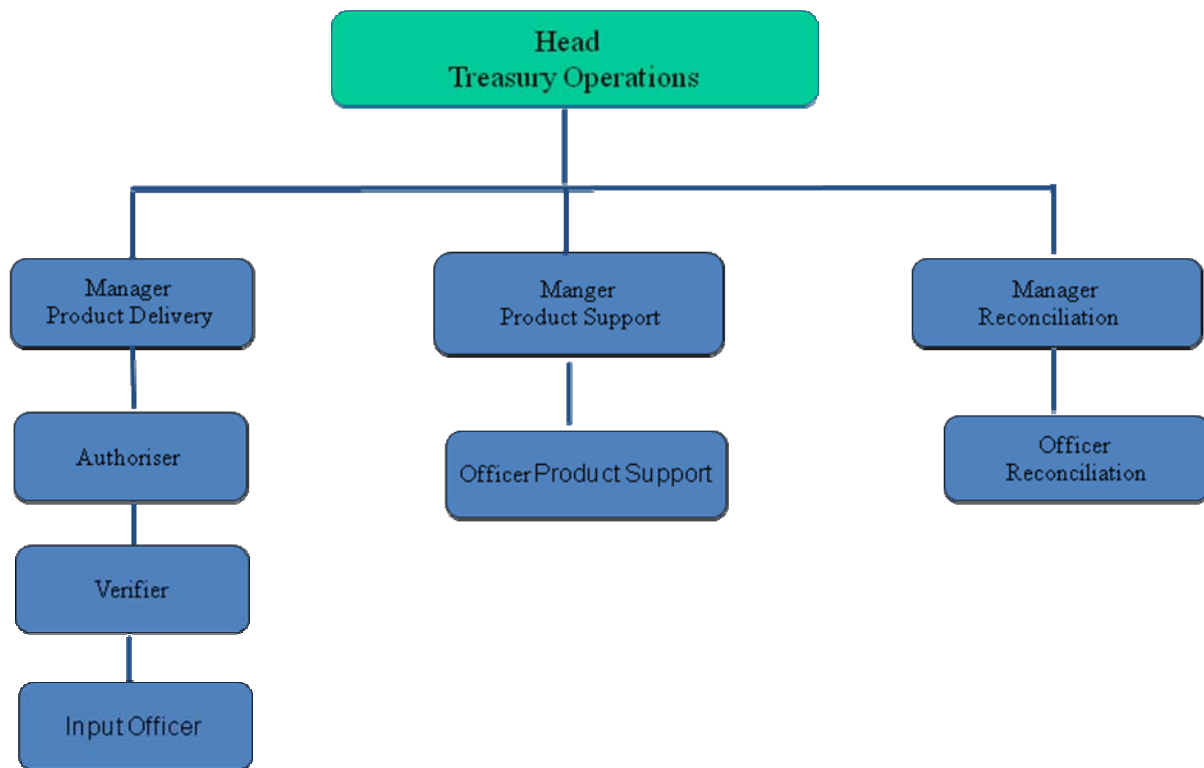 Head
Treasury Operations
Manager
Product Delivery
Manger
Product Support
Manager
Reconciliation
Authoriser
Officer Product Support
Officer
Reconciliation
Verifier
Input Officer